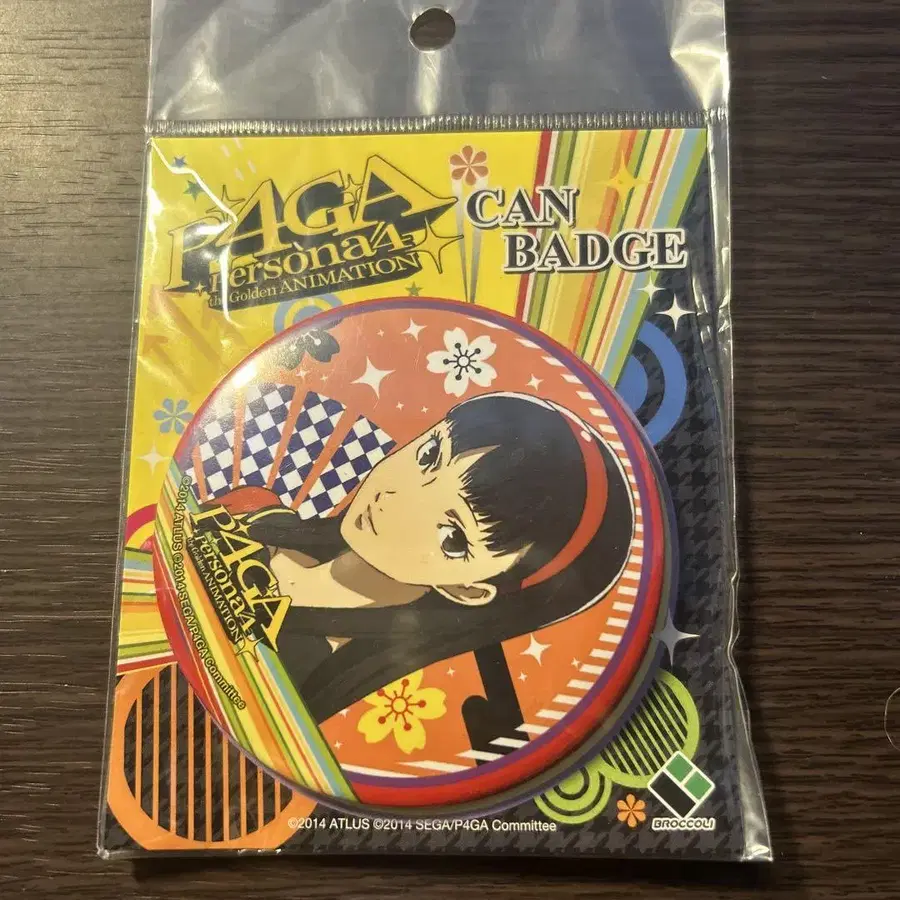 P4GA
Persona4
the Golden ANIMATION
CAN
BADGE
P4GA
Persona4
the Golden ANIMATION
©2014 ATLUS ©2014 SEGA/P4GA Committee
©2014 ATLUS ©2014 SEGA/P4GA Committee
BROCCOLI